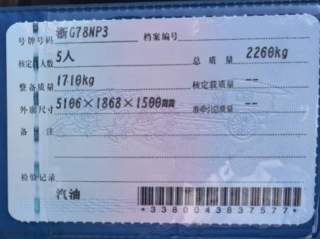 号牌号码 浙G78NP3 档案编号
核定载人数 5人 总质量 2260kg
整备质量 1710kg 核定载质量 --
外廓尺寸 5106×1868×1500mm 准牵引总质量 --
备注
检验记录
汽油
*3380043837577*